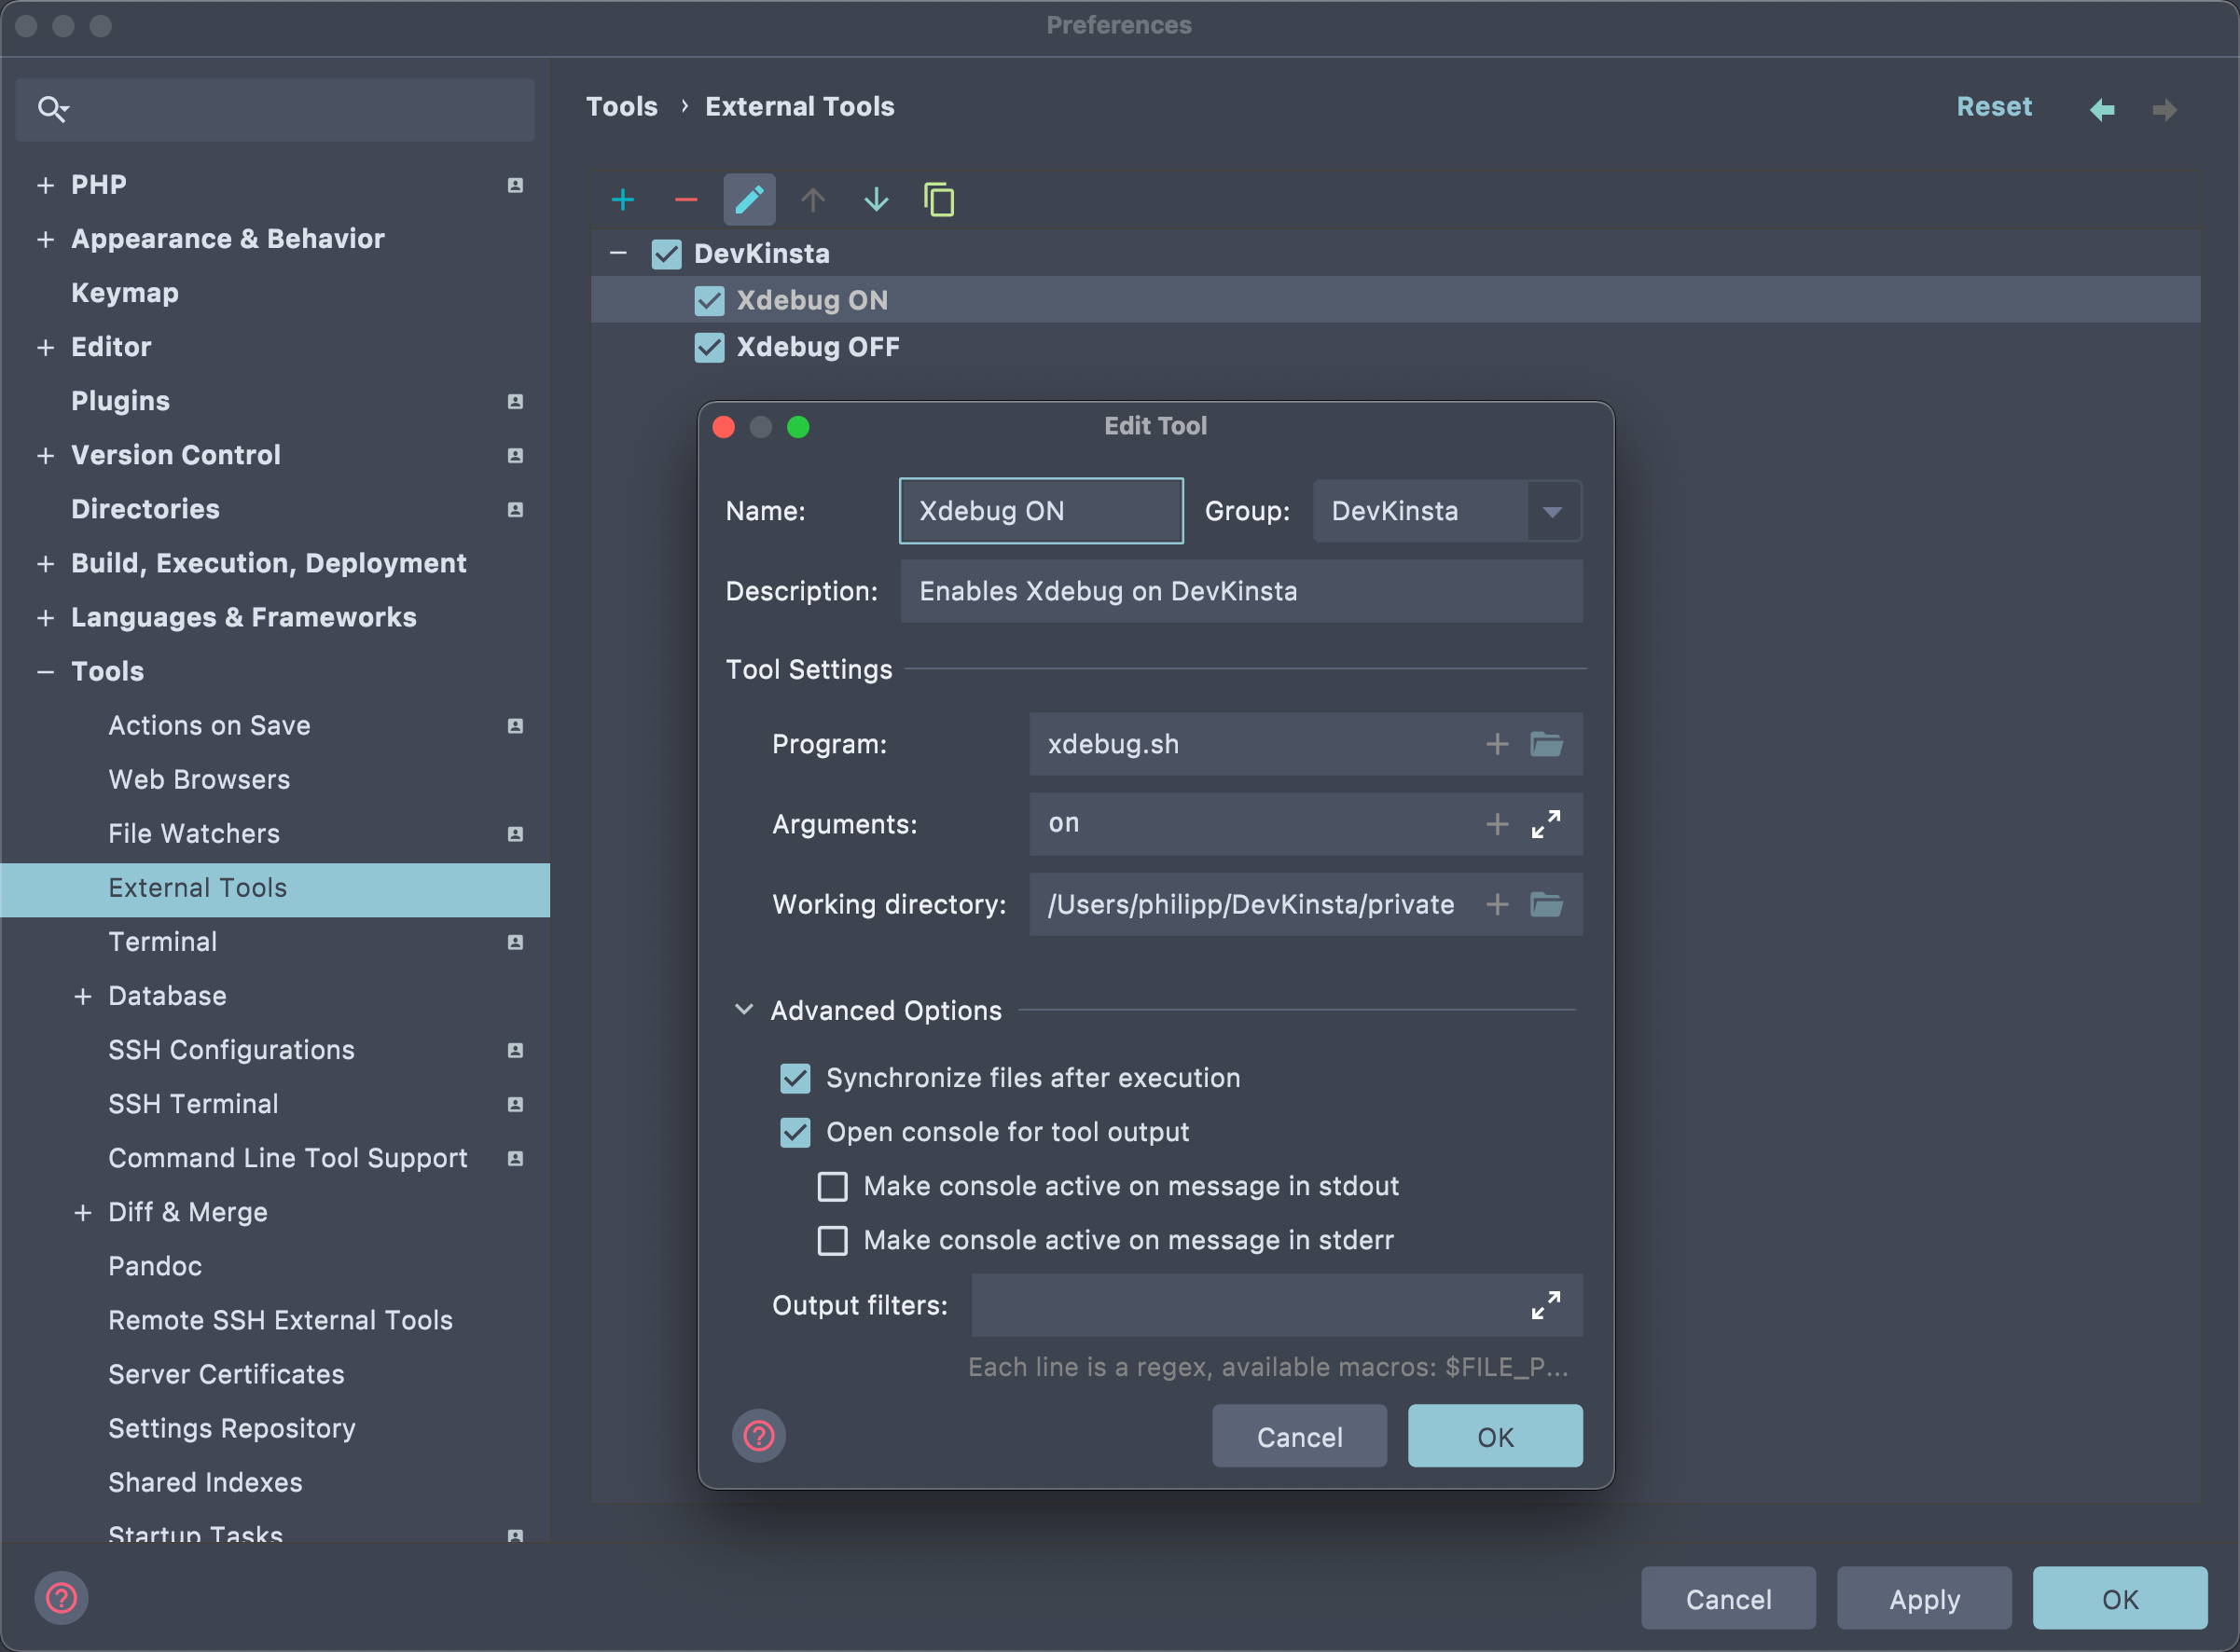 Preferences
Tools › External Tools
Reset
PHP
Appearance & Behavior
Keymap
Editor
Plugins
Version Control
Directories
Build, Execution, Deployment
Languages & Frameworks
Tools
Actions on Save
Web Browsers
File Watchers
External Tools
Terminal
Database
SSH Configurations
SSH Terminal
Command Line Tool Support
Diff & Merge
Pandoc
Remote SSH External Tools
Server Certificates
Settings Repository
Shared Indexes
Startup Tasks
DevKinsta
Xdebug ON
Xdebug OFF
Edit Tool
Name: Xdebug ON Group: DevKinsta
Description: Enables Xdebug on DevKinsta
Tool Settings
Program: xdebug.sh
Arguments: on
Working directory: /Users/philipp/DevKinsta/private
Advanced Options
Synchronize files after execution
Open console for tool output
Make console active on message in stdout
Make console active on message in stderr
Output filters:
Each line is a regex, available macros: $FILE_P...
? Cancel OK
? Cancel Apply OK